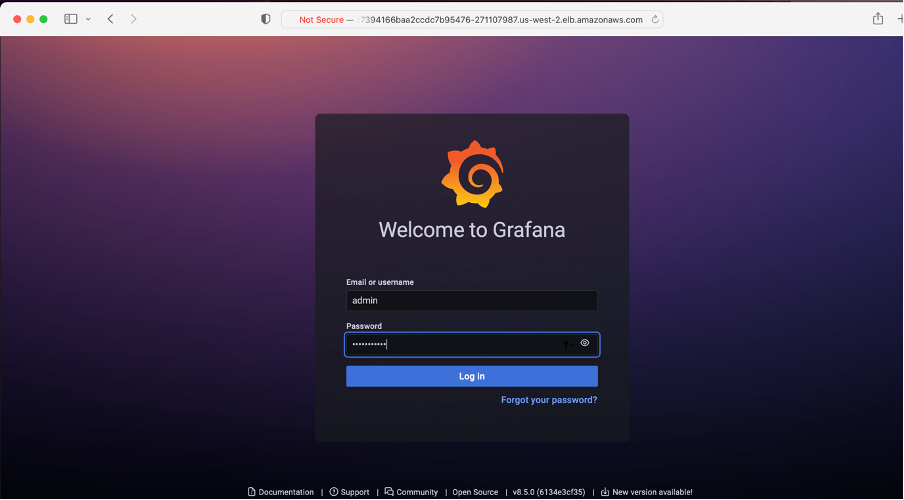 Not Secure — :7394166baa2ccdc7b95476-271107987.us-west-2.elb.amazonaws.com
Welcome to Grafana
Email or username
admin
Password
•••••••••••
Log in
Forgot your password?
Documentation | Support | Community | Open Source | v8.5.0 (6134e3cf35) | New version available!